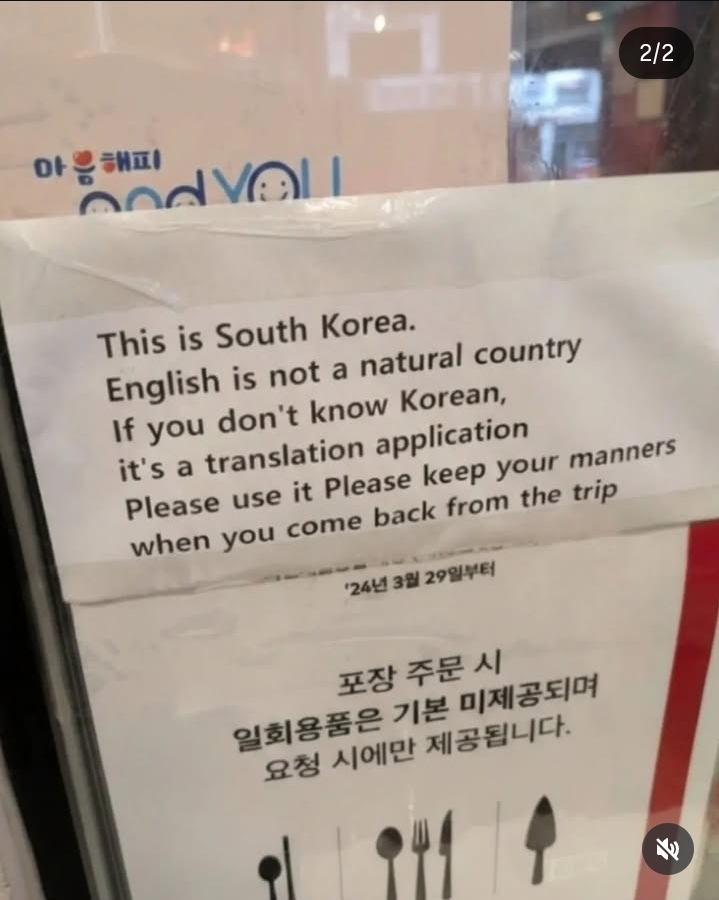 2/2
마음해피
and you
This is South Korea.
English is not a natural country
If you don't know Korean,
it's a translation application
Please use it Please keep your manners
when you come back from the trip
'24년 3월 29일부터
포장 주문 시
일회용품은 기본 미제공되며
요청 시에만 제공됩니다.